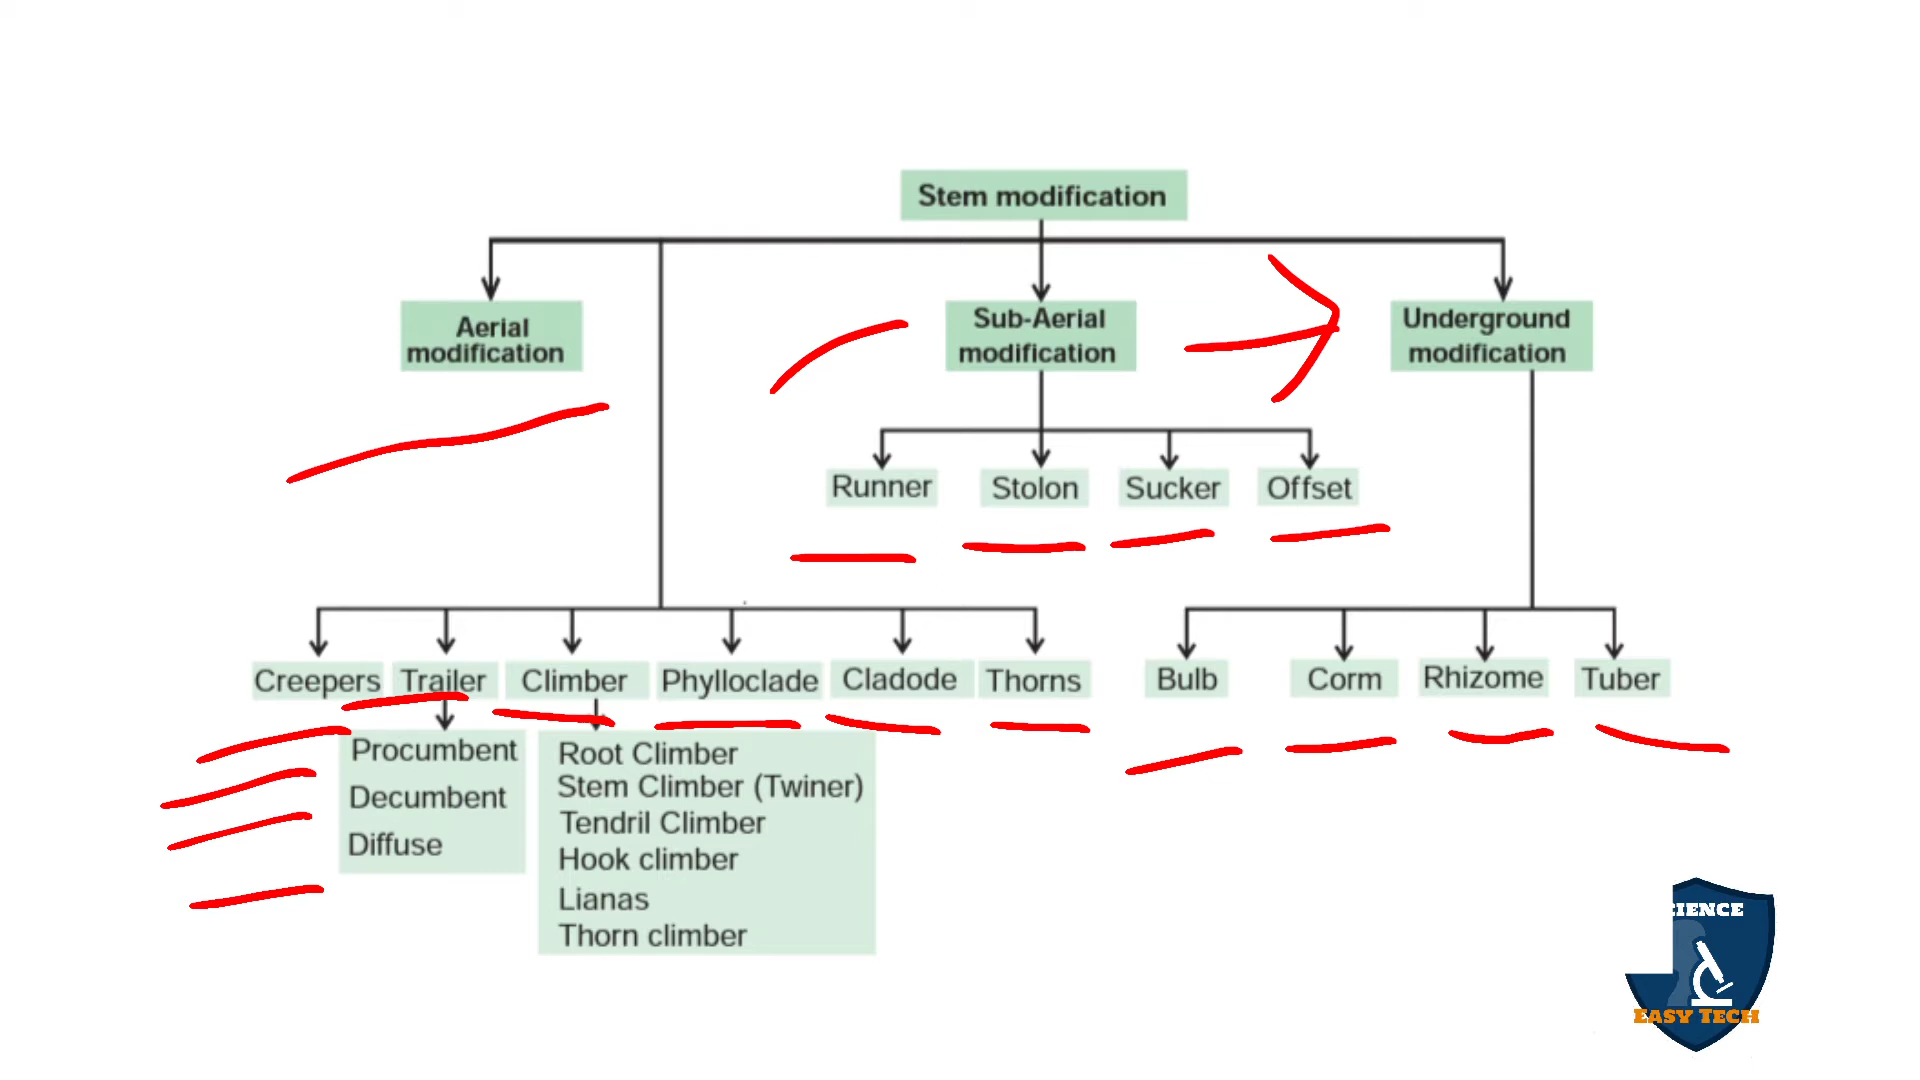 Stem modification
Aerial
modification
Sub-Aerial
modification
Underground
modification
Runner
Stolon
Sucker
Offset
Creepers
Trailer
Climber
Phylloclade
Cladode
Thorns
Bulb
Corm
Rhizome
Tuber
Procumbent
Decumbent
Diffuse
Root Climber
Stem Climber (Twiner)
Tendril Climber
Hook climber
Lianas
Thorn climber
CIENCE
EASY TECH